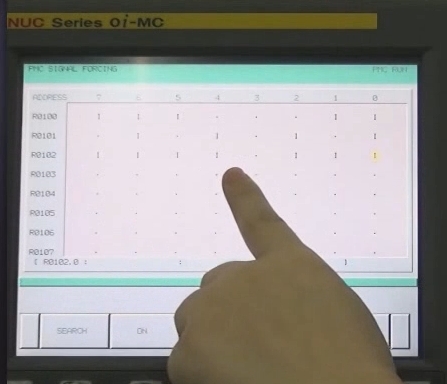 NUC Series 0i-MC
PMC SIGNAL FORCING PMC RUN
ADDRESS 7 6 5 4 3 2 1 0
R0100 I I I . . . I I
R0101 . I . I . I . I
R0102 I I I I . I I I
R0103 . . . . . . .
R0104 . . . . . . .
R0105 . . . . . .
R0106 . . . . . .
R0107 . . . . .
[ R0102.0 : : ]
SEARCH ON